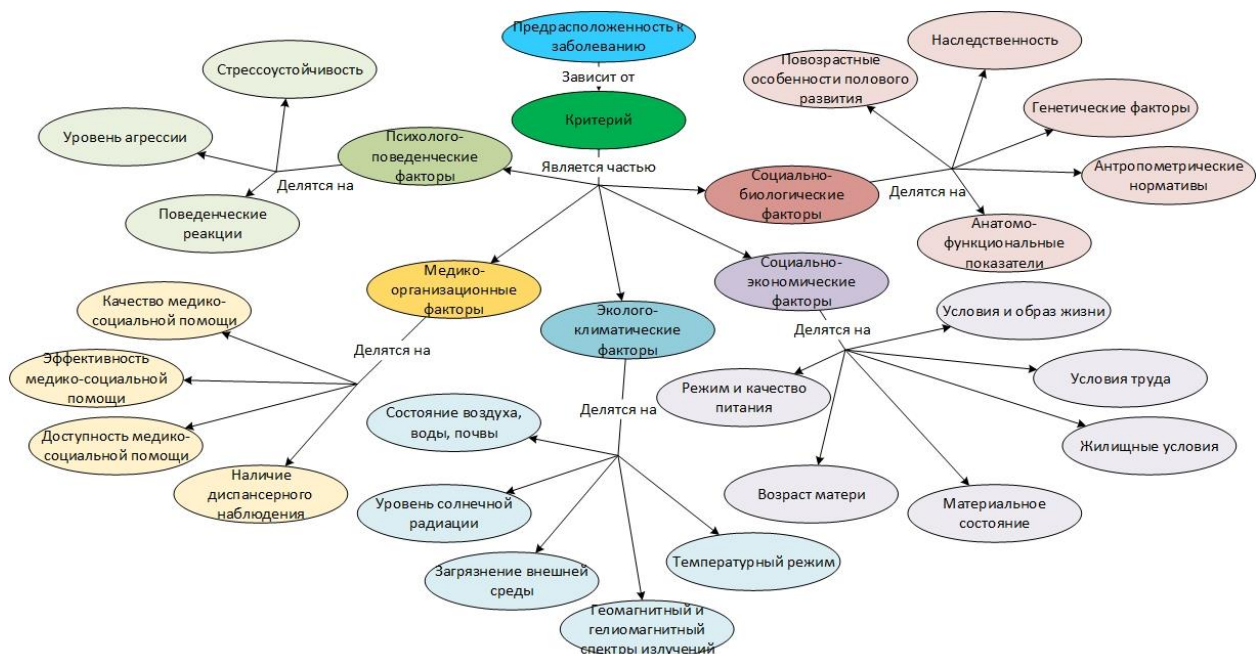 Предрасположенность к
заболеванию
Зависит от
Критерий
Является частью
Стрессоустойчивость
Уровень агрессии
Психолого-
поведенческие
факторы
Делятся на
Поведенческие
реакции
Наследственность
Повозрастные
особенности полового
развития
Генетические факторы
Антропометрические
нормативы
Социально-
биологические
факторы
Делятся на
Анатомо-
функциональные
показатели
Медико-
организационные
факторы
Качество медико-
социальной помощи
Делятся на
Эффективность
медико-социальной
помощи
Доступность медико-
социальной помощи
Наличие
диспансерного
наблюдения
Эколого-
климатические
факторы
Делятся на
Состояние воздуха,
воды, почвы
Уровень солнечной
радиации
Загрязнение внешней
среды
Геомагнитный и
гелиомагнитный
спектры излучений
Температурный режим
Социально-
экономические
факторы
Делятся на
Условия и образ жизни
Режим и качество
питания
Условия труда
Жилищные условия
Возраст матери
Материальное
состояние